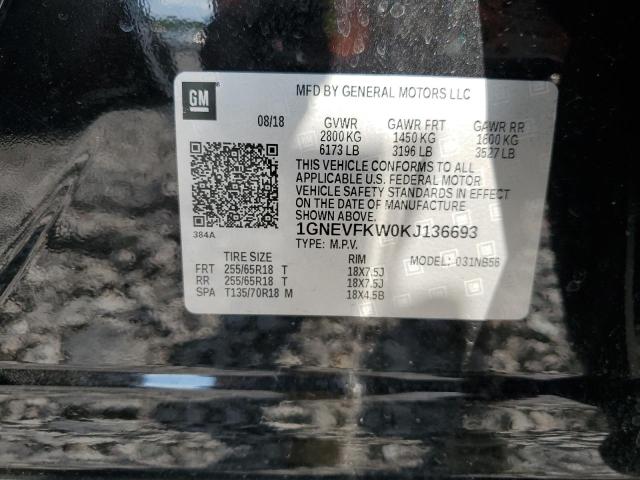 GM
MFD BY GENERAL MOTORS LLC
08/18 GVWR GAWR FRT GAWR RR
2800 KG 1450 KG 1600 KG
6173 LB 3196 LB 3527 LB
THIS VEHICLE CONFORMS TO ALL
APPLICABLE U.S. FEDERAL MOTOR
VEHICLE SAFETY STANDARDS IN EFFECT
ON THE DATE OF MANUFACTURE
SHOWN ABOVE.
1GNEVFKW0KJ136693
384A
TYPE: M.P.V. MODEL: 031NB56
TIRE SIZE RIM
FRT 255/65R18 T 18X7.5J
RR 255/65R18 T 18X7.5J
SPA T135/70R18 M 18X4.5B